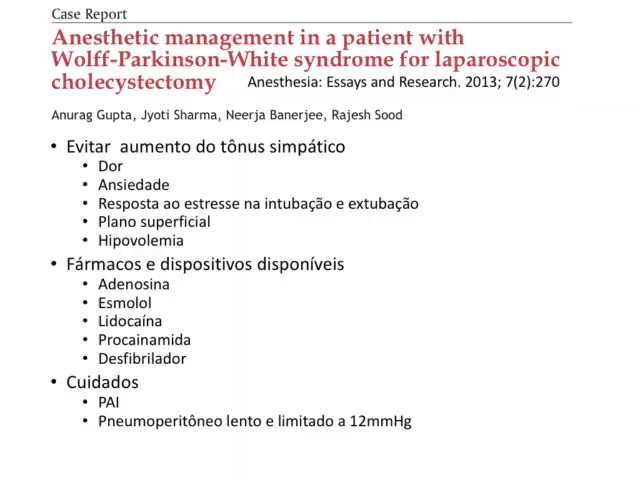 Case Report
Anesthetic management in a patient with
Wolff-Parkinson-White syndrome for laparoscopic
cholecystectomy Anesthesia: Essays and Research. 2013; 7(2):270
Anurag Gupta, Jyoti Sharma, Neerja Banerjee, Rajesh Sood
• Evitar aumento do tônus simpático
• Dor
• Ansiedade
• Resposta ao estresse na intubação e extubação
• Plano superficial
• Hipovolemia
• Fármacos e dispositivos disponíveis
• Adenosina
• Esmolol
• Lidocaína
• Procainamida
• Desfibrilador
• Cuidados
• PAI
• Pneumoperitôneo lento e limitado a 12mmHg